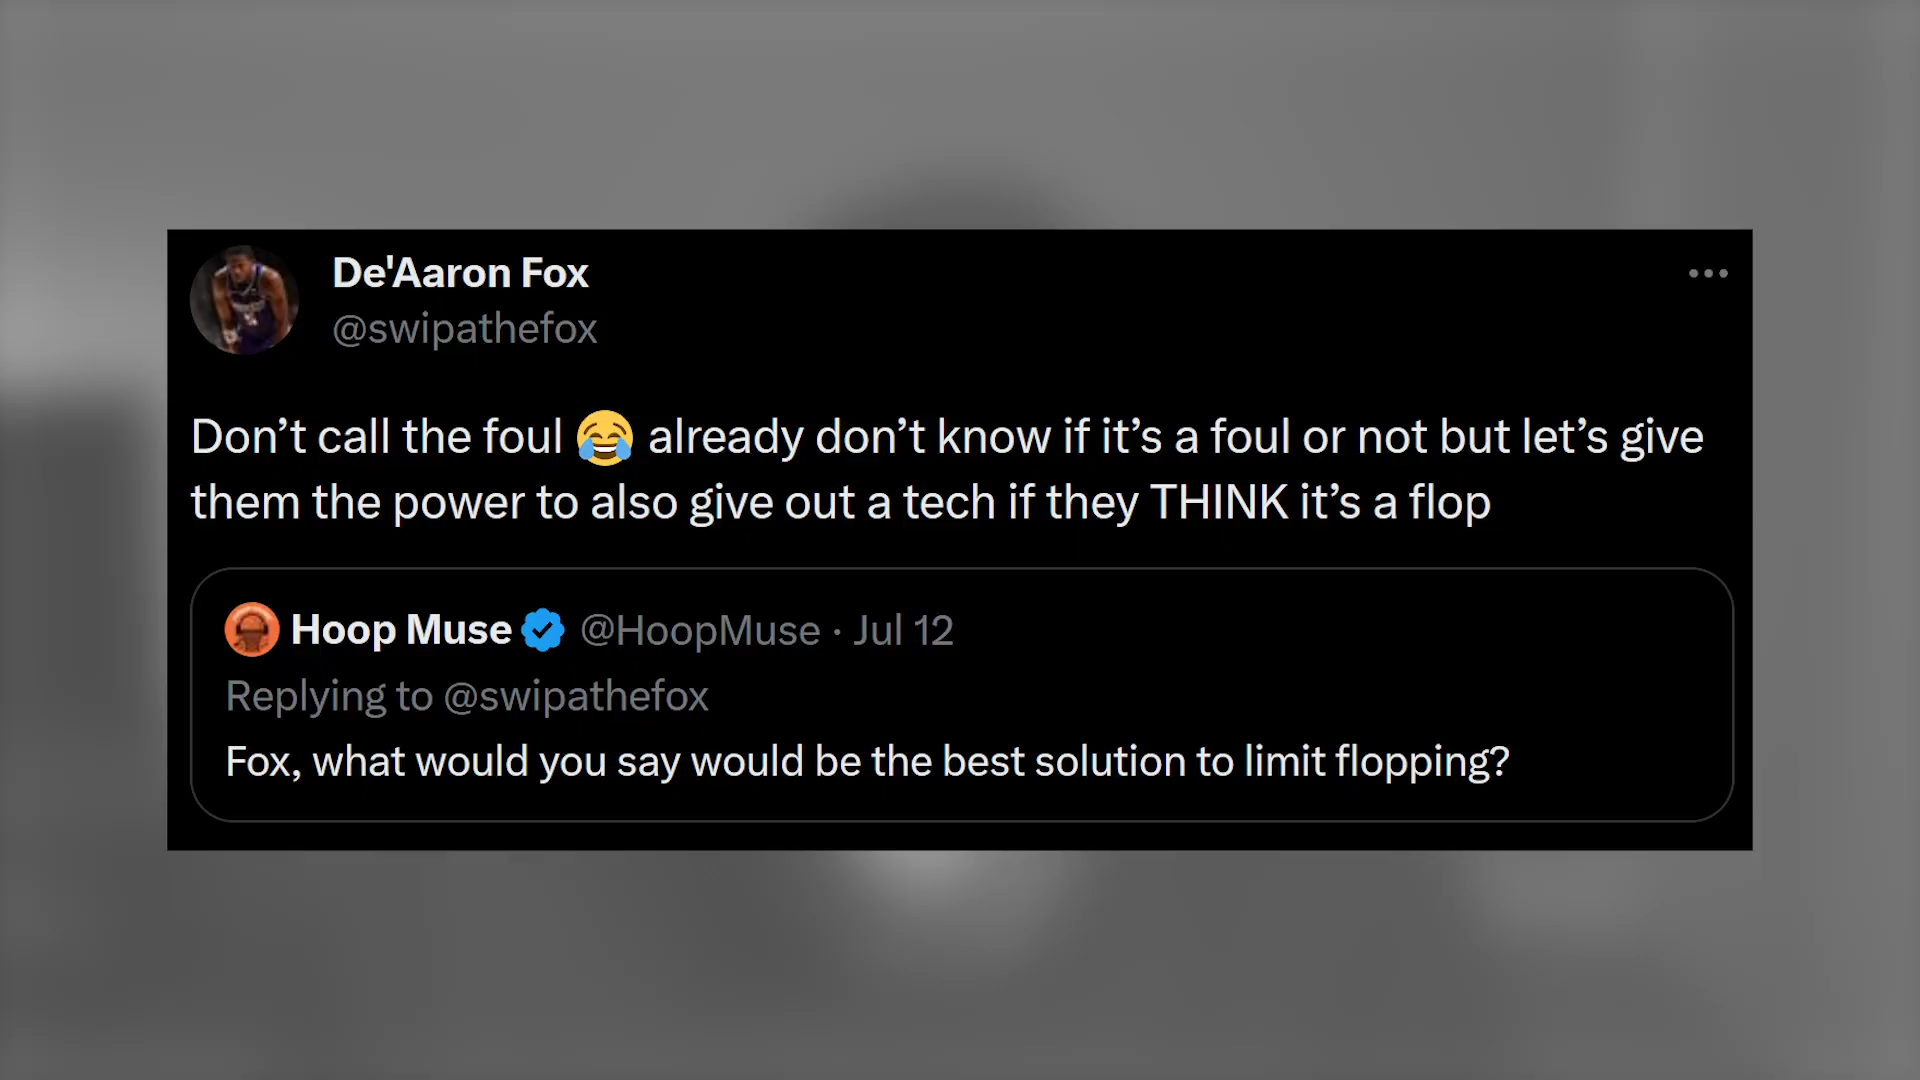 De'Aaron Fox
@swipathefox
Don’t call the foul 😂 already don’t know if it’s a foul or not but let’s give
them the power to also give out a tech if they THINK it’s a flop
Hoop Muse @HoopMuse · Jul 12
Replying to @swipathefox
Fox, what would you say would be the best solution to limit flopping?